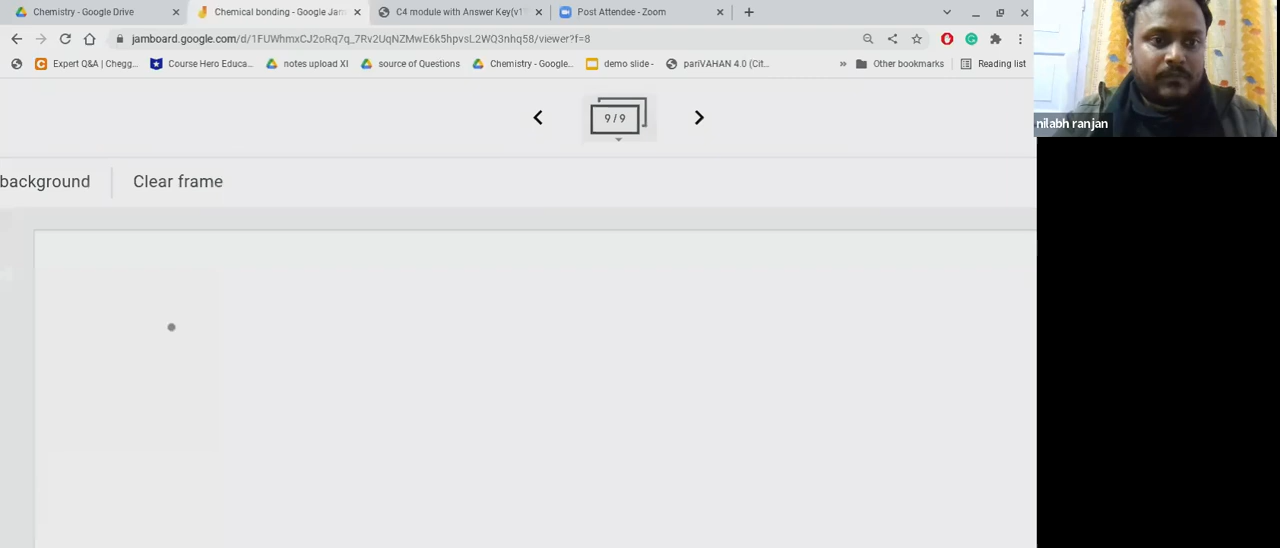 Chemistry - Google Drive
Chemical bonding - Google Jam
C4 module with Answer Key(v1
Post Attendee - Zoom
jamboard.google.com/d/1FUWhmxCJ2oRq7q_7Rv2UqNZMwE6k5hpvsL2WQ3nhq58/viewer?f=8
Expert Q&A | Chegg...
Course Hero Educa...
notes upload XI
source of Questions
Chemistry - Google...
demo slide -
pariVAHAN 4.0 (Cit...
»
Other bookmarks
Reading list
9 / 9
background
Clear frame
nilabh ranjan